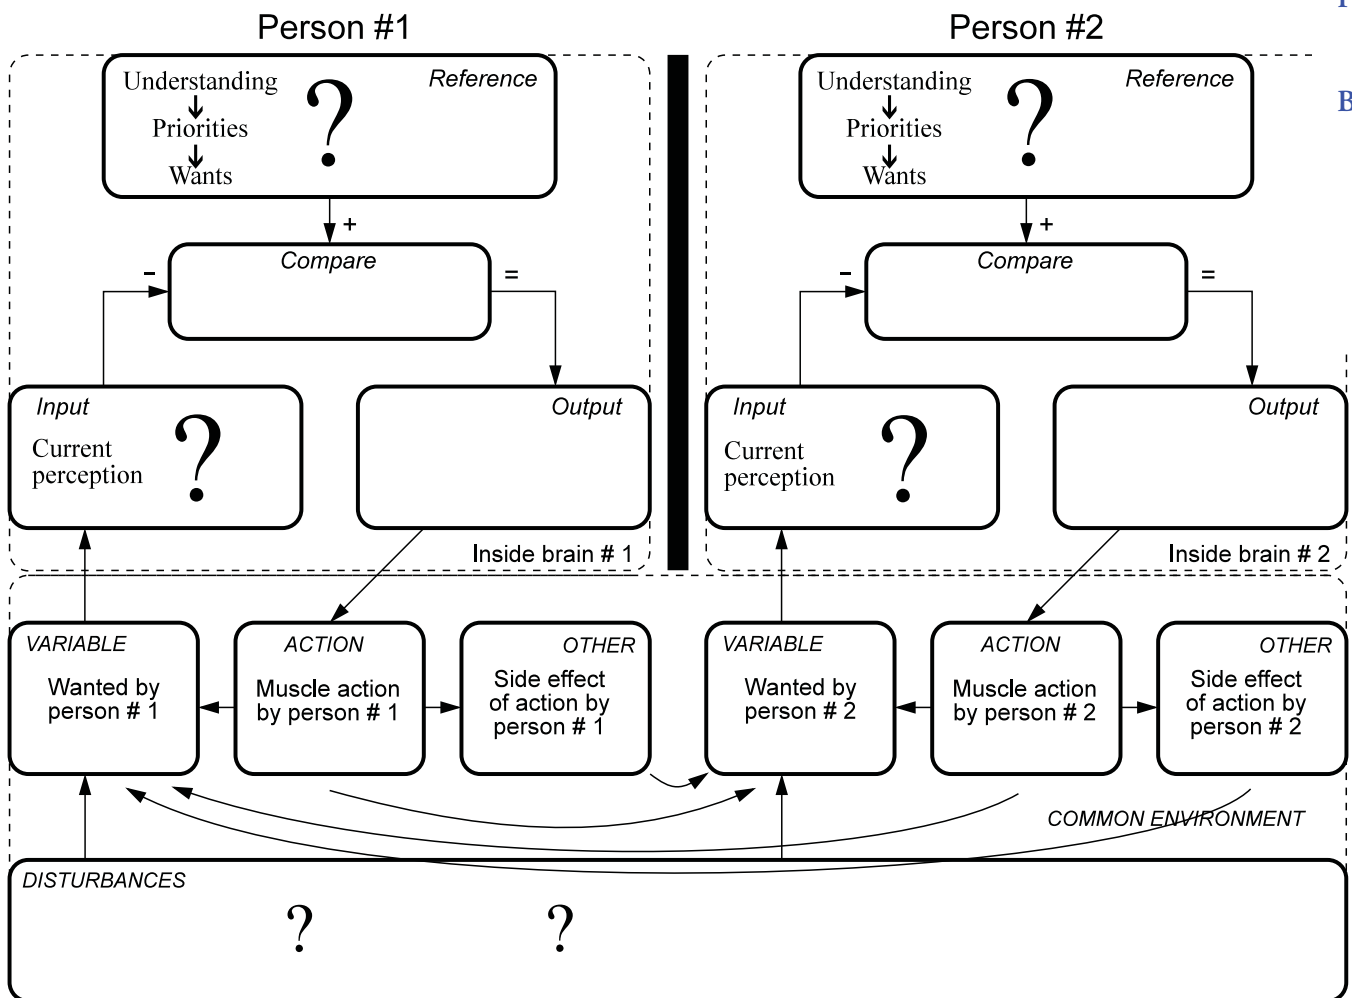 Person #1
Person #2
Understanding
Priorities
Wants
?
Reference
Understanding
Priorities
Wants
?
Reference
B
+
+
-
Compare
=
-
Compare
=
Input
Current
perception
?
Output
Input
Current
perception
?
Output
Inside brain # 1
Inside brain # 2
VARIABLE
Wanted by
person # 1
ACTION
Muscle action
by person # 1
OTHER
Side effect
of action by
person # 1
VARIABLE
Wanted by
person # 2
ACTION
Muscle action
by person # 2
OTHER
Side effect
of action by
person # 2
COMMON ENVIRONMENT
DISTURBANCES
?
?